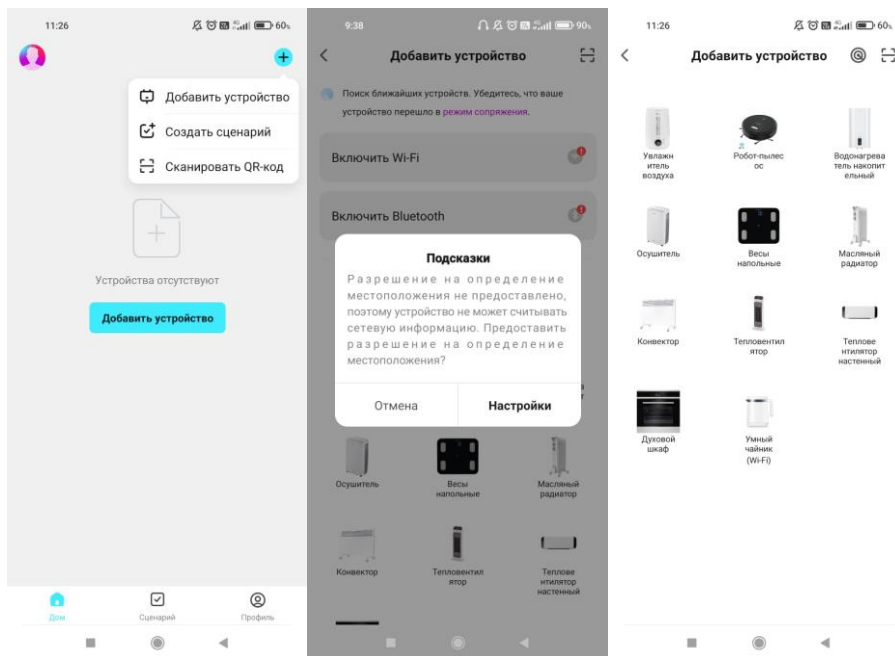 11:26
60%
Добавить устройство
Создать сценарий
Сканировать QR-код
Устройства отсутствуют
Добавить устройство
Дом
Сценарий
Профиль
9:38
90%
Добавить устройство
Поиск ближайших устройств. Убедитесь, что ваше
устройство перешло в режим сопряжения.
Включить Wi-Fi
Включить Bluetooth
Подсказки
Разрешение на определение
местоположения не предоставлено,
поэтому устройство не может считывать
сетевую информацию. Предоставить
разрешение на определение
местоположения?
Отмена
Настройки
Осушитель
Весы
напольные
Масляный
радиатор
Конвектор
Тепловентил
ятор
Теплове
нтилятор
настенный
11:26
60%
Добавить устройство
Увлажн
итель
воздуха
Робот-пылес
ос
Водонагрева
тель накопит
ельный
Осушитель
Весы
напольные
Масляный
радиатор
Конвектор
Тепловентил
ятор
Теплове
нтилятор
настенный
Духовой
шкаф
Умный
чайник
(Wi-Fi)